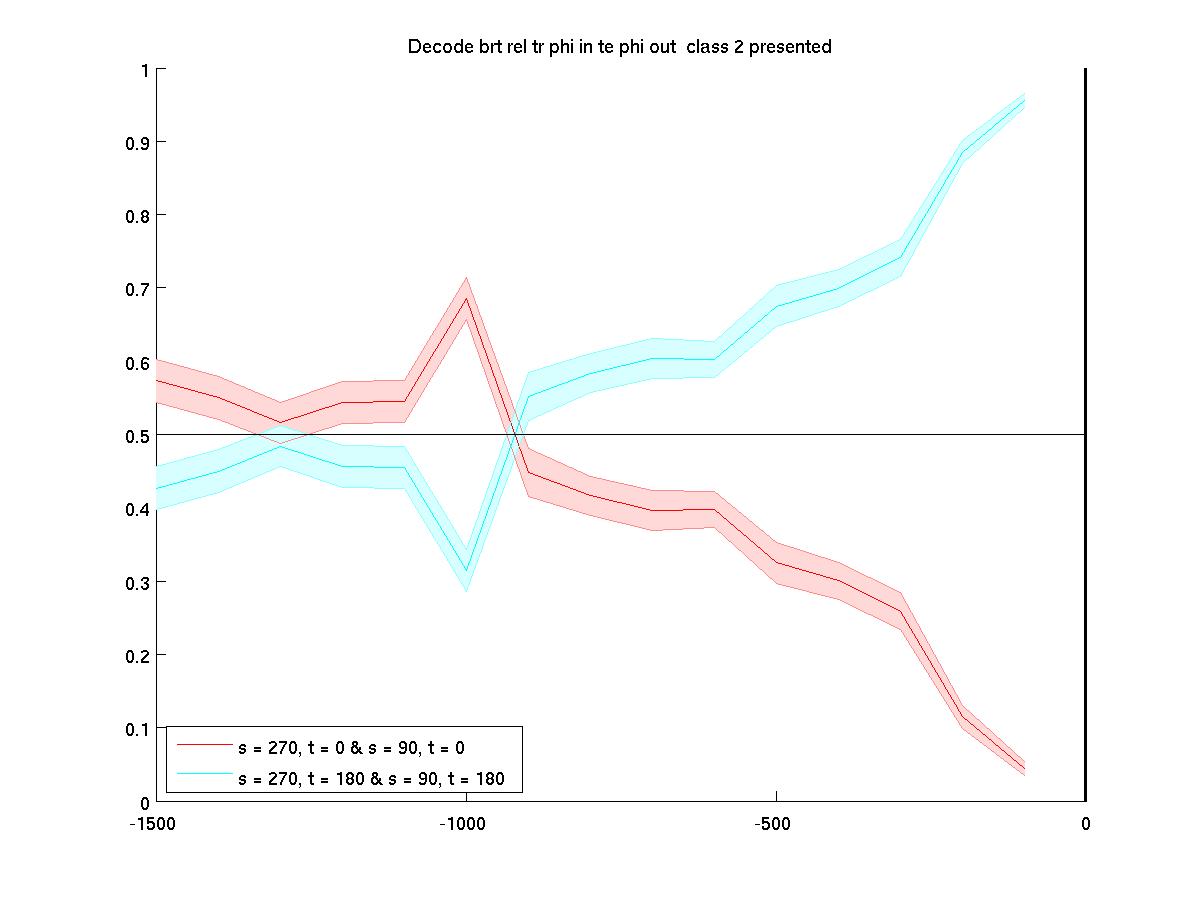 Decode brt rel tr phi in te phi out  class 2 presented
1
0.9
0.8
0.7
0.6
0.5
0.4
0.3
0.2
0.1
0
s = 270, t = 0 & s = 90, t = 0
s = 270, t = 180 & s = 90, t = 180
-1500 -1000 -500 0